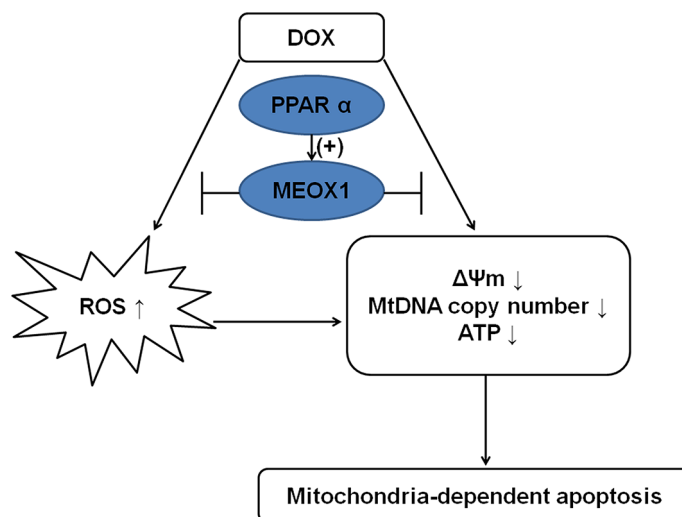 DOX
PPAR α
(+)
MEOX1
ROS ↑
ΔΨm ↓
MtDNA copy number ↓
ATP ↓
Mitochondria-dependent apoptosis